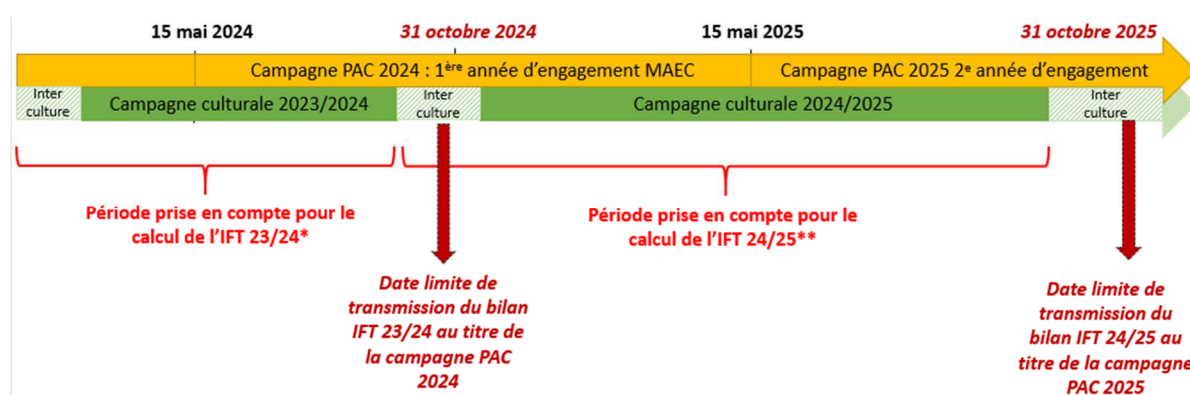 15 mai 2024
31 octobre 2024
15 mai 2025
31 octobre 2025
Campagne PAC 2024 : 1ère année d'engagement MAEC
Campagne PAC 2025 2e année d'engagement
Inter
culture
Campagne culturale 2023/2024
Inter
culture
Campagne culturale 2024/2025
Inter
culture
Période prise en compte pour le
calcul de l'IFT 23/24*
Période prise en compte pour le
calcul de l'IFT 24/25**
Date limite de
transmission du bilan
IFT 23/24 au titre de
la campagne PAC
2024
Date limite de
transmission du
bilan IFT 24/25 au
titre de la campagne
PAC 2025